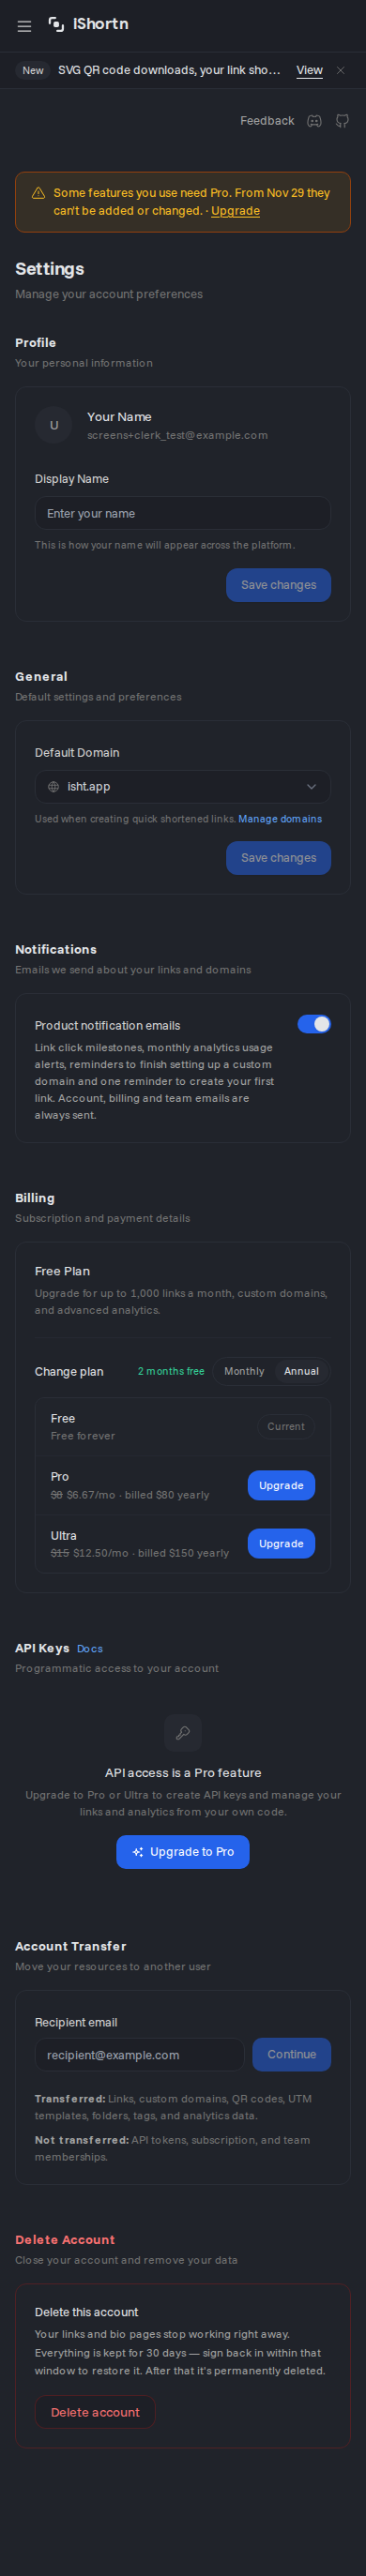 IShortn
New SVG QR code downloads, your link sho... View
Feedback
Some features you use need Pro. From Nov 29 they
can't be added or changed. · Upgrade
Settings
Manage your account preferences
Profile
Your personal information
U
Your Name
screens+clerk_test@example.com
Display Name
Enter your name
This is how your name will appear across the platform.
Save changes
General
Default settings and preferences
Default Domain
isht.app
Used when creating quick shortened links. Manage domains
Save changes
Notifications
Emails we send about your links and domains
Product notification emails
Link click milestones, monthly analytics usage
alerts, reminders to finish setting up a custom
domain and one reminder to create your first
link. Account, billing and team emails are
always sent.
Billing
Subscription and payment details
Free Plan
Upgrade for up to 1,000 links a month, custom domains,
and advanced analytics.
Change plan 2 months free Monthly Annual
Free
Free forever
Current
Pro
$8 $6.67/mo · billed $80 yearly
Upgrade
Ultra
$15 $12.50/mo · billed $150 yearly
Upgrade
API Keys Docs
Programmatic access to your account
API access is a Pro feature
Upgrade to Pro or Ultra to create API keys and manage your
links and analytics from your own code.
Upgrade to Pro
Account Transfer
Move your resources to another user
Recipient email
recipient@example.com Continue
Transferred: Links, custom domains, QR codes, UTM
templates, folders, tags, and analytics data.
Not transferred: API tokens, subscription, and team
memberships.
Delete Account
Close your account and remove your data
Delete this account
Your links and bio pages stop working right away.
Everything is kept for 30 days — sign back in within that
window to restore it. After that it's permanently deleted.
Delete account